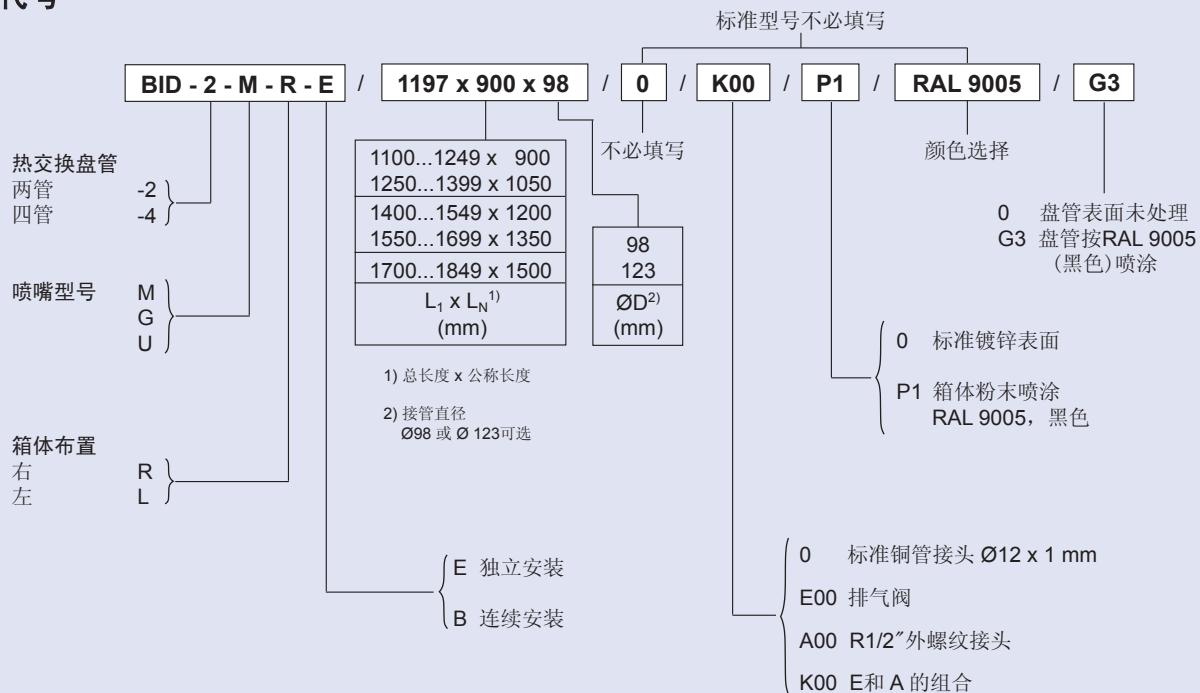 代号
标准型号不必填写
BID - 2 - M - R - E / 1197 x 900 x 98 / 0 / K00 / P1 / RAL 9005 / G3
热交换盘管
两管 -2
四管 -4
喷嘴型号 M
G
U
箱体布置
右 R
左 L
1100...1249 x 900
1250...1399 x 1050
1400...1549 x 1200
1550...1699 x 1350
1700...1849 x 1500
L₁ x L_N¹⁾
(mm)
98
123
ØD²⁾
(mm)
1) 总长度 x 公称长度
2) 接管直径
Ø98 或 Ø 123可选
不必填写
颜色选择
0 盘管表面未处理
G3 盘管按RAL 9005
(黑色)喷涂
0 标准镀锌表面
P1 箱体粉末喷涂
RAL 9005，黑色
E 独立安装
B 连续安装
0 标准铜管接头 Ø12 x 1 mm
E00 排气阀
A00 R1/2″外螺纹接头
K00 E和 A 的组合